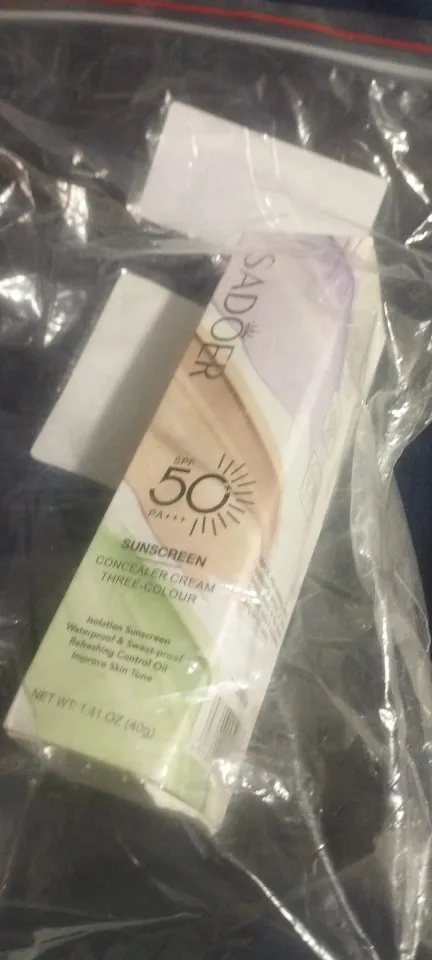 SADOER
SPF
50
PA+++
SUNSCREEN
CONCEALER CREAM
THREE-COLOUR
Isolation Sunscreen
Waterproof & Sweat-proof
Refreshing Control Oil
Improve Skin Tone
NET WT: 1.41 OZ (40g)